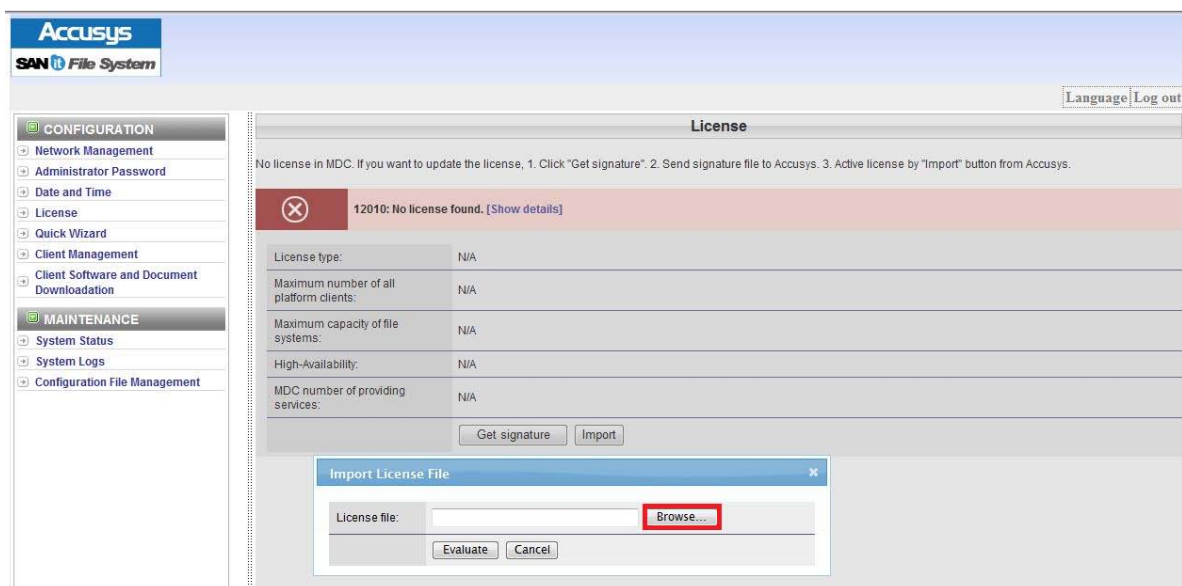 Accusys
SANit File System
Language Log out
CONFIGURATION
Network Management
Administrator Password
Date and Time
License
Quick Wizard
Client Management
Client Software and Document
Downloadation
MAINTENANCE
System Status
System Logs
Configuration File Management
License
No license in MDC. If you want to update the license, 1. Click "Get signature". 2. Send signature file to Accusys. 3. Active license by "Import" button from Accusys.
12010: No license found. [Show details]
License type: N/A
Maximum number of all
platform clients: N/A
Maximum capacity of file
systems: N/A
High-Availability: N/A
MDC number of providing
services: N/A
Get signature Import
Import License File
License file: Browse...
Evaluate Cancel